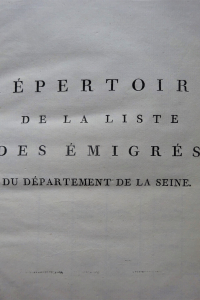 ÉPERTOIR
DE LA LISTE
DES ÉMIGRÉS
DU DÉPARTEMENT DE LA SEINE.